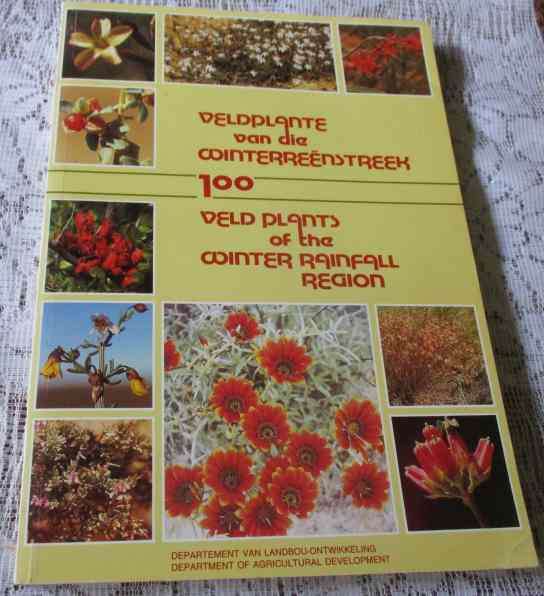 VELDPLANTE
van die
WINTERREËNSTREEK
100
VELD PLANTS
of the
WINTER RAINFALL
REGION
DEPARTEMENT VAN LANDBOU-ONTWIKKELING
DEPARTMENT OF AGRICULTURAL DEVELOPMENT